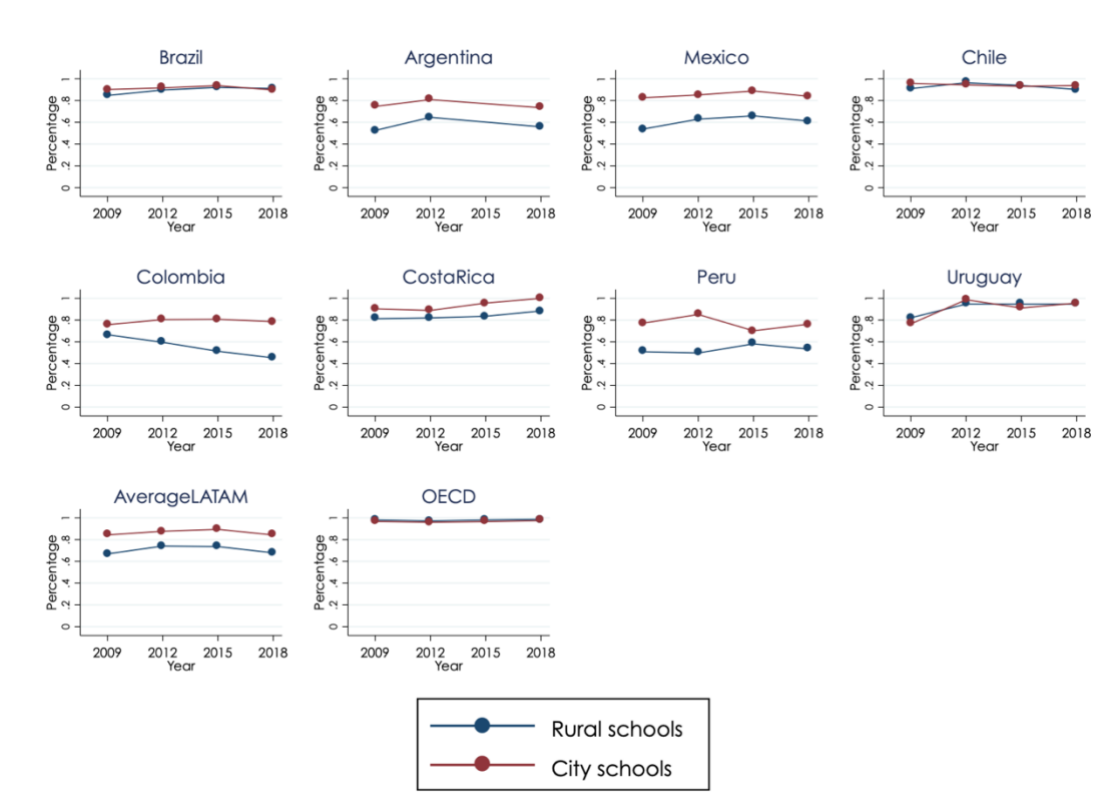 Brazil
Percentage
0 .2 .4 .6 .8 1
2009 2012 2015 2018
Year
Argentina
Percentage
0 .2 .4 .6 .8 1
2009 2012 2015 2018
Year
Mexico
Percentage
0 .2 .4 .6 .8 1
2009 2012 2015 2018
Year
Chile
Percentage
0 .2 .4 .6 .8 1
2009 2012 2015 2018
Year
Colombia
Percentage
0 .2 .4 .6 .8 1
2009 2012 2015 2018
Year
CostaRica
Percentage
0 .2 .4 .6 .8 1
2009 2012 2015 2018
Year
Peru
Percentage
0 .2 .4 .6 .8 1
2009 2012 2015 2018
Year
Uruguay
Percentage
0 .2 .4 .6 .8 1
2009 2012 2015 2018
Year
AverageLATAM
Percentage
0 .2 .4 .6 .8 1
2009 2012 2015 2018
Year
OECD
Percentage
0 .2 .4 .6 .8 1
2009 2012 2015 2018
Year
Rural schools
City schools